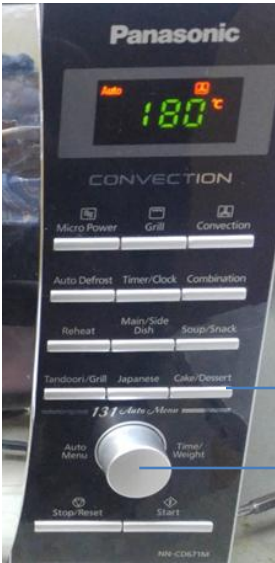 Panasonic
Auto
180 °C
CONVECTION
Micro Power Grill Convection
Auto Defrost Timer/Clock Combination
Reheat Main/Side Dish Soup/Snack
Tandoori/Grill Japanese Cake/Dessert
131 Auto Menu
Auto Menu Time/Weight
Stop/Reset Start
NN-CD671M